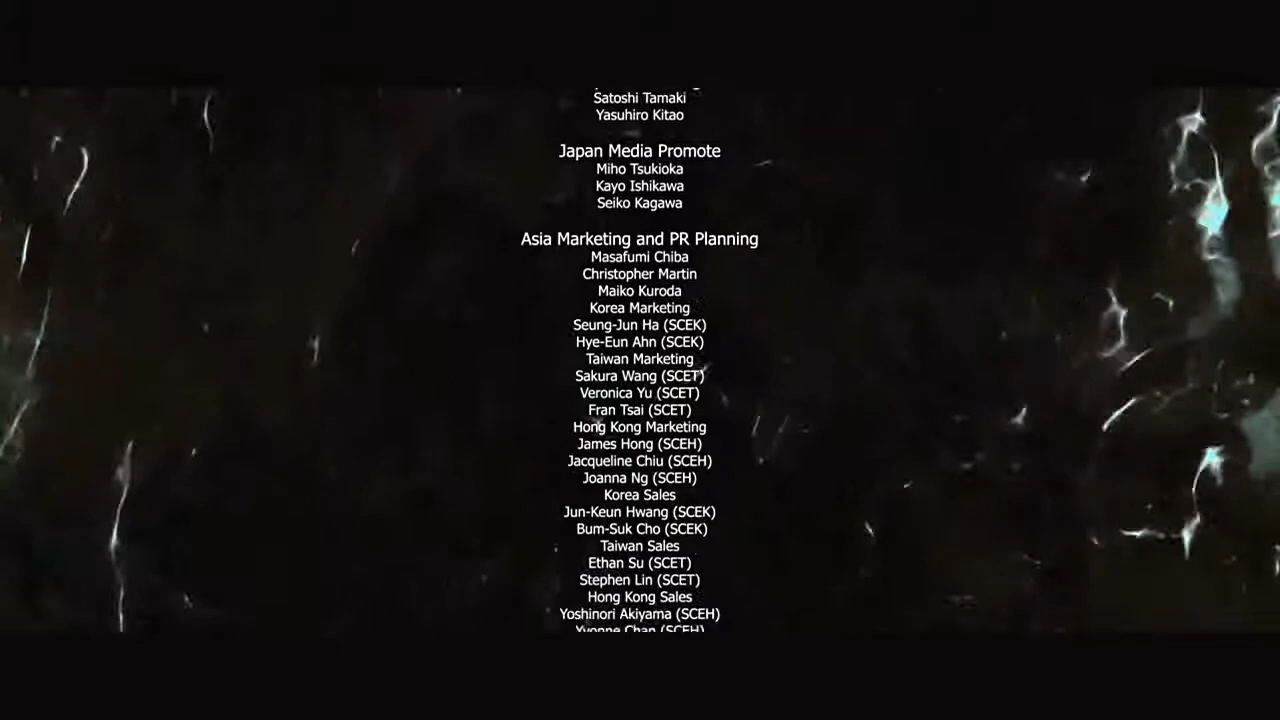 Satoshi Tamaki
Yasuhiro Kitao
Japan Media Promote
Miho Tsukioka
Kayo Ishikawa
Seiko Kagawa
Asia Marketing and PR Planning
Masafumi Chiba
Christopher Martin
Maiko Kuroda
Korea Marketing
Seung-Jun Ha (SCEK)
Hye-Eun Ahn (SCEK)
Taiwan Marketing
Sakura Wang (SCET)
Veronica Yu (SCET)
Fran Tsai (SCET)
Hong Kong Marketing
James Hong (SCEH)
Jacqueline Chiu (SCEH)
Joanna Ng (SCEH)
Korea Sales
Jun-Keun Hwang (SCEK)
Bum-Suk Cho (SCEK)
Taiwan Sales
Ethan Su (SCET)
Stephen Lin (SCET)
Hong Kong Sales
Yoshinori Akiyama (SCEH)
Yvonne Chan (SCEH)